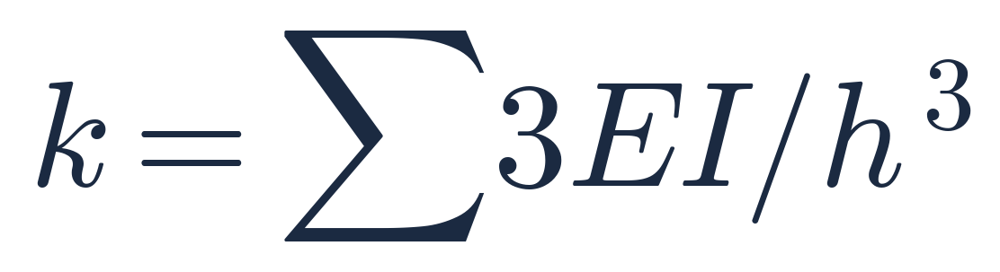 k = ∑ 3EI/h³